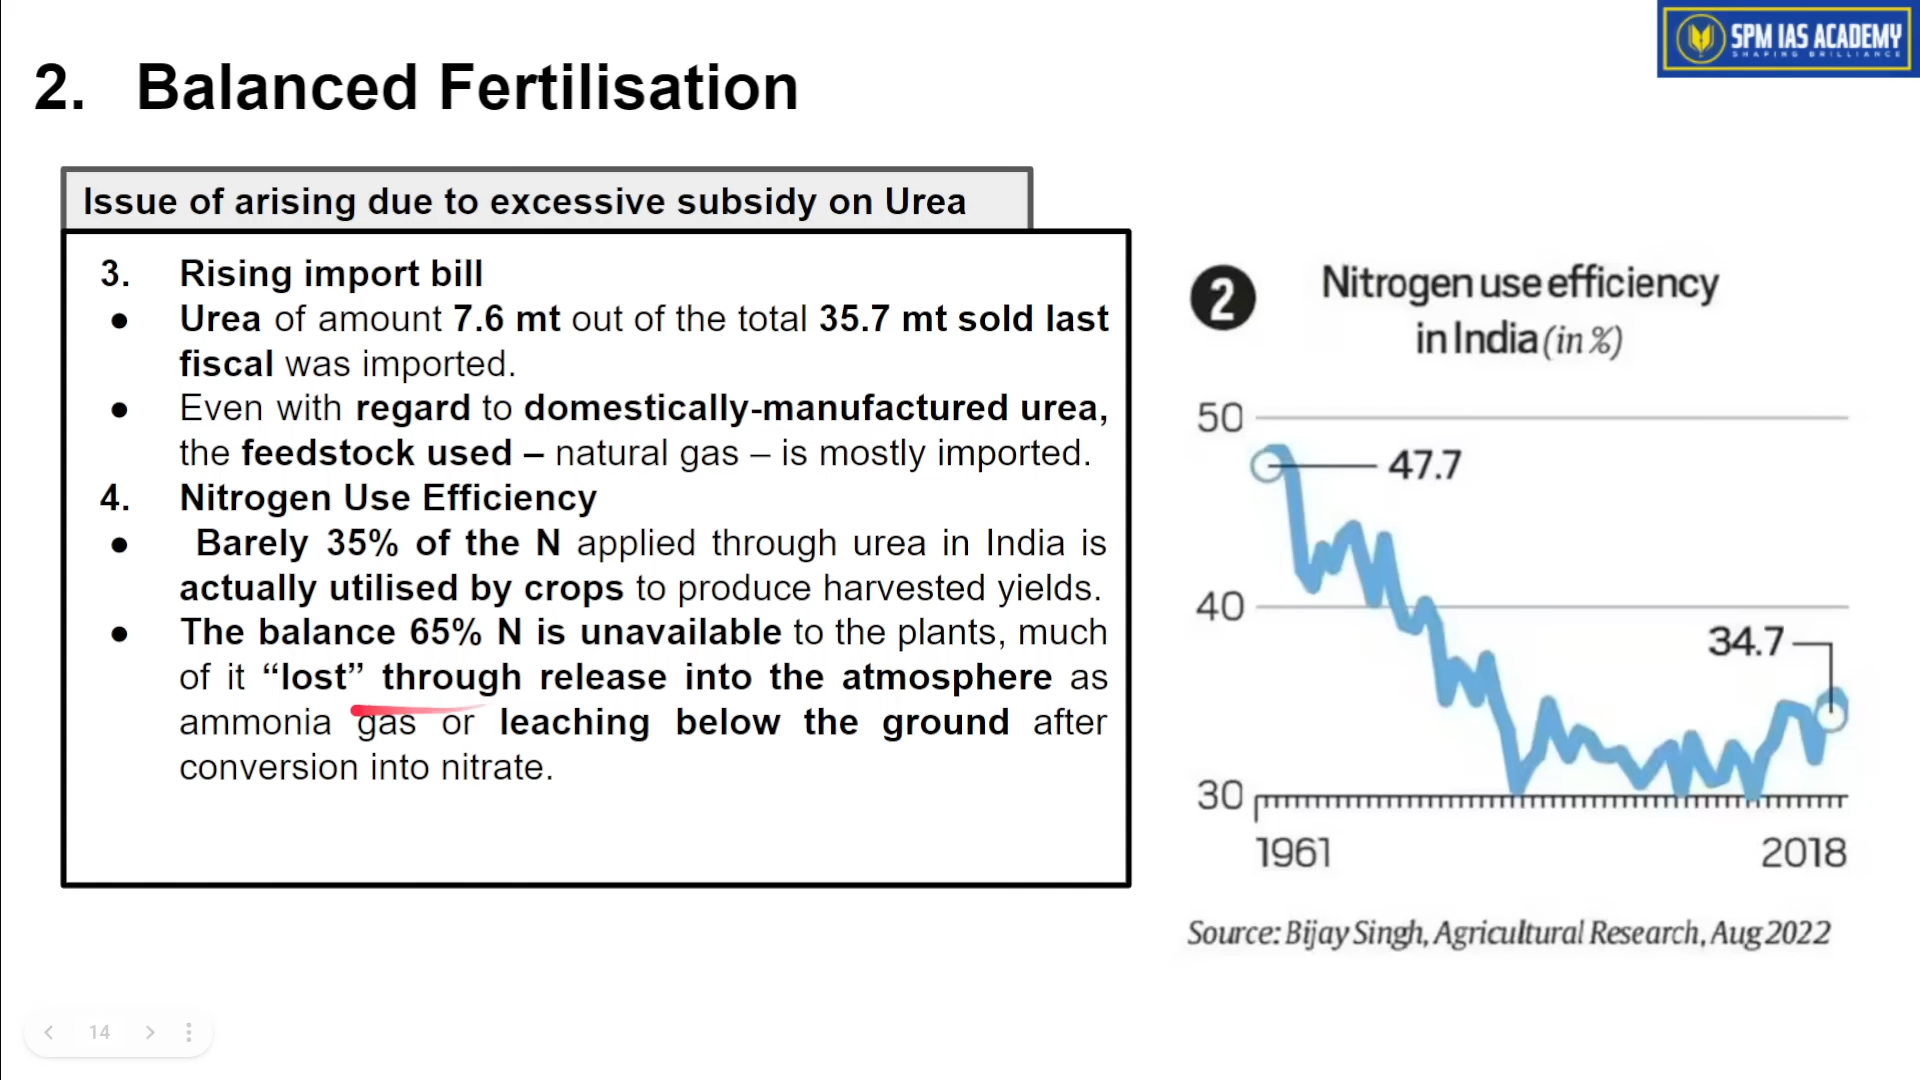 SPM IAS ACADEMY
SHAPING BRILLIANCE
2. Balanced Fertilisation
Issue of arising due to excessive subsidy on Urea
3. Rising import bill
● Urea of amount 7.6 mt out of the total 35.7 mt sold last
fiscal was imported.
● Even with regard to domestically-manufactured urea,
the feedstock used – natural gas – is mostly imported.
4. Nitrogen Use Efficiency
● Barely 35% of the N applied through urea in India is
actually utilised by crops to produce harvested yields.
● The balance 65% N is unavailable to the plants, much
of it “lost” through release into the atmosphere as
ammonia gas or leaching below the ground after
conversion into nitrate.
2 Nitrogen use efficiency
in India (in %)
50
47.7
40
34.7
30
1961 2018
Source: Bijay Singh, Agricultural Research, Aug 2022
14